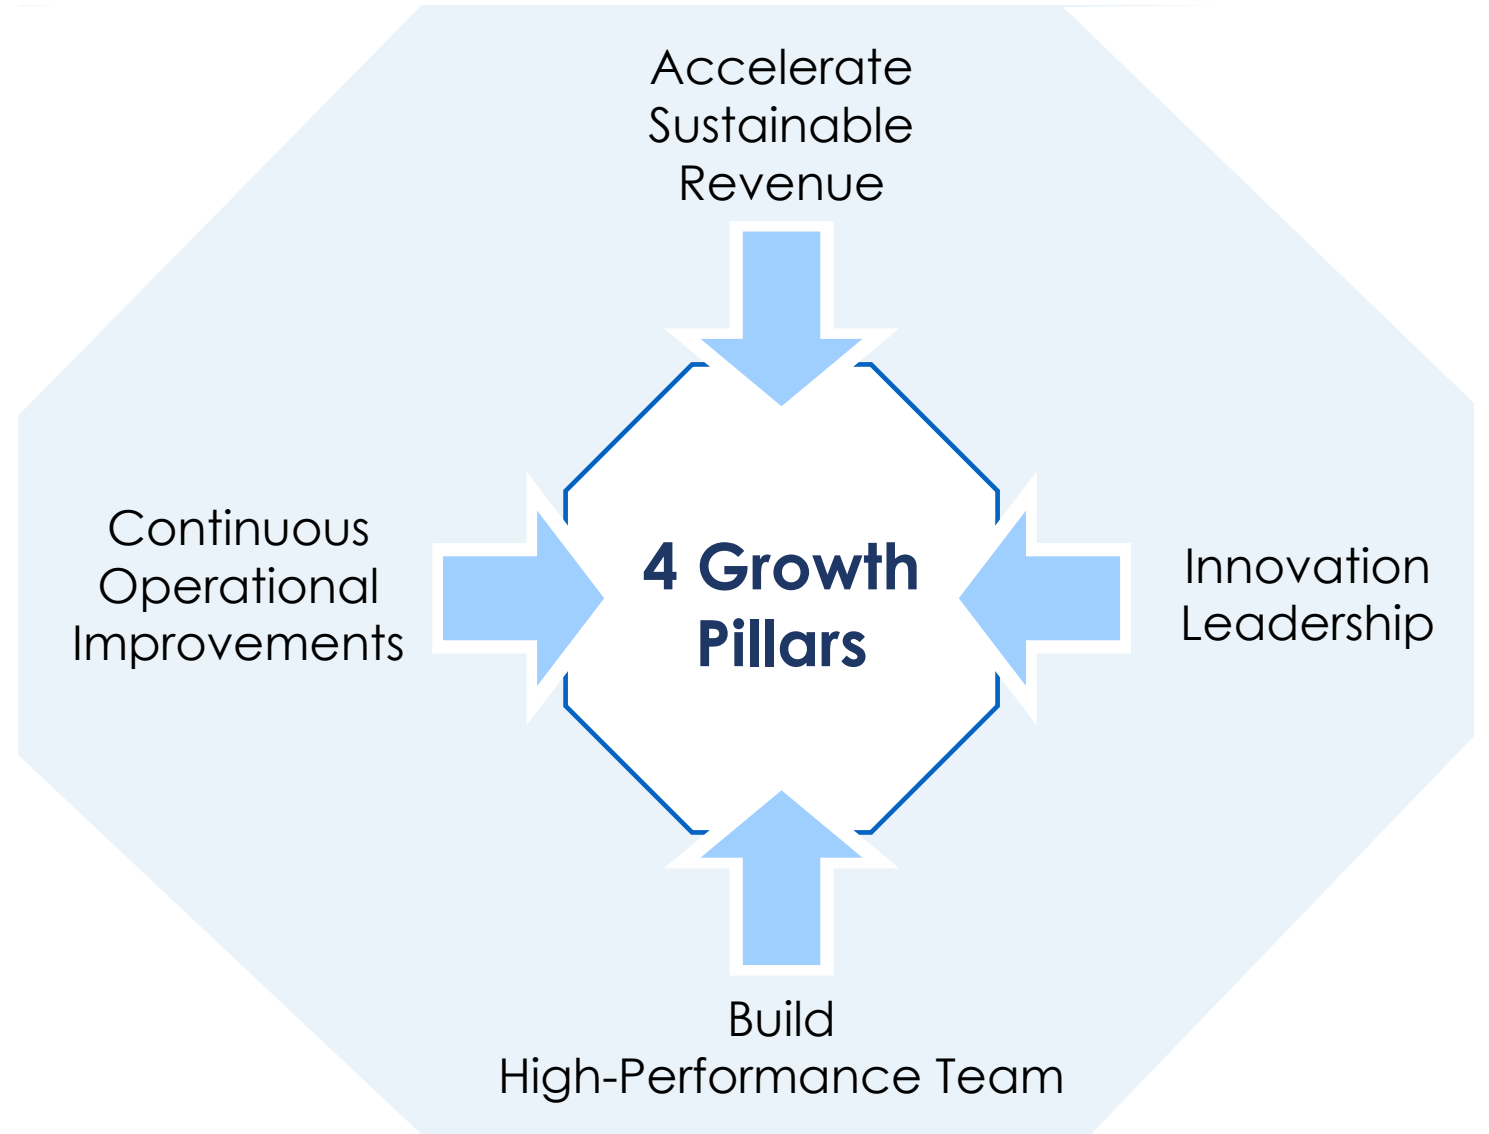 Accelerate
Sustainable
Revenue
Continuous
Operational
Improvements
4 Growth
Pillars
Innovation
Leadership
Build
High-Performance Team